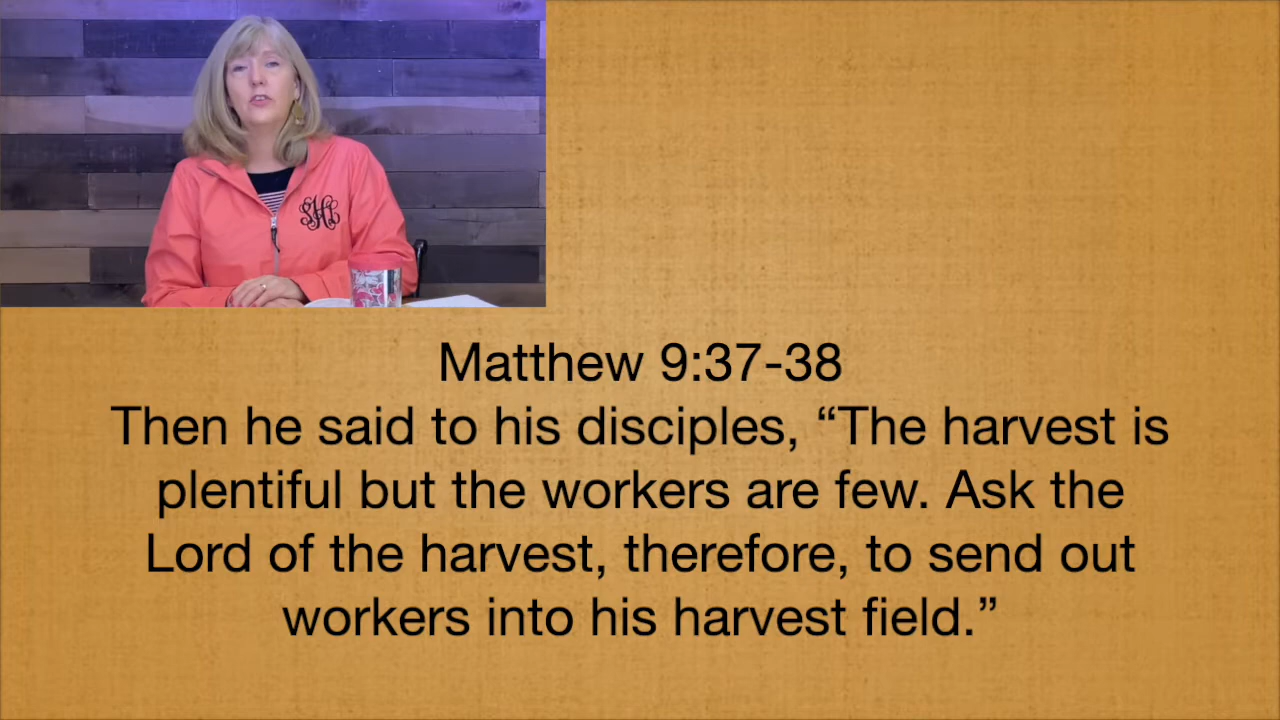 Matthew 9:37-38
Then he said to his disciples, “The harvest is
plentiful but the workers are few. Ask the
Lord of the harvest, therefore, to send out
workers into his harvest field.”